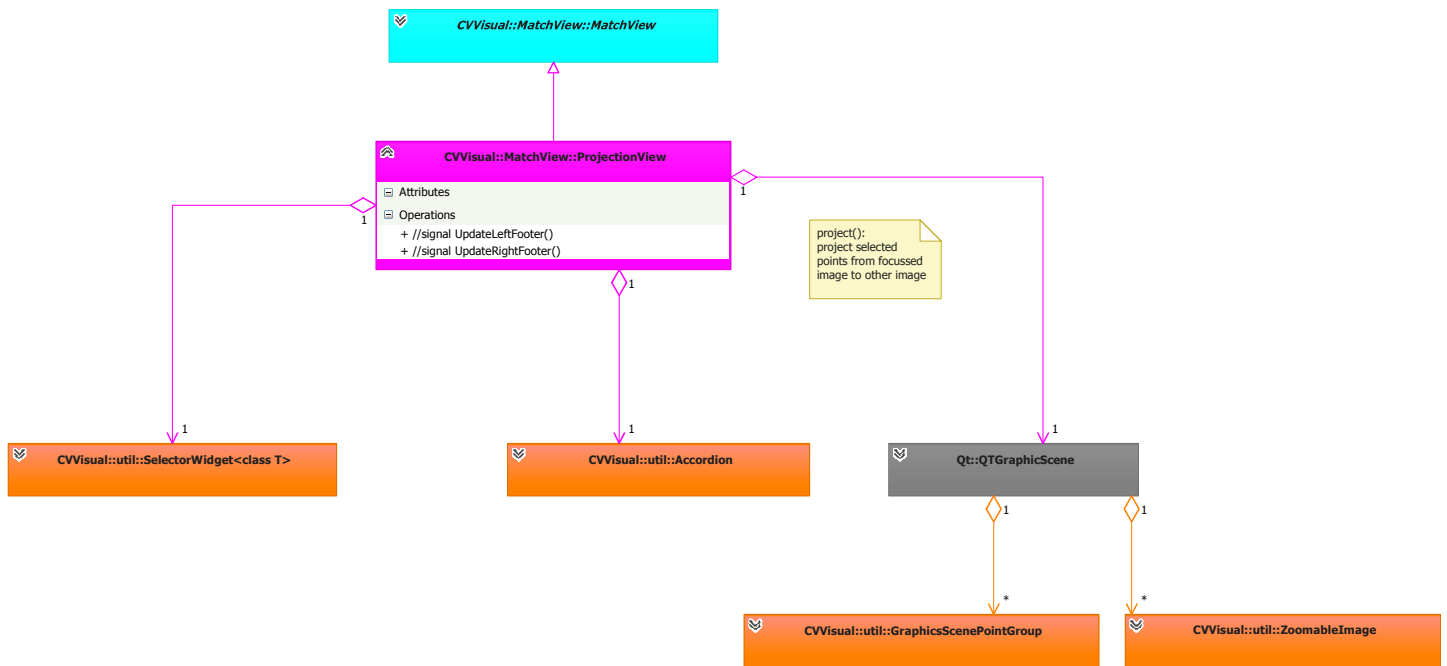 CVVisual::MatchView::MatchView
CVVisual::MatchView::ProjectionView
Attributes
Operations
+ //signal UpdateLeftFooter()
+ //signal UpdateRightFooter()
1
1
1
project():
project selected
points from focussed
image to other image
1
1
1
CVVisual::util::SelectorWidget<class T>
CVVisual::util::Accordion
Qt::QTGraphicScene
1
1
*
*
CVVisual::util::GraphicsScenePointGroup
CVVisual::util::ZoomableImage